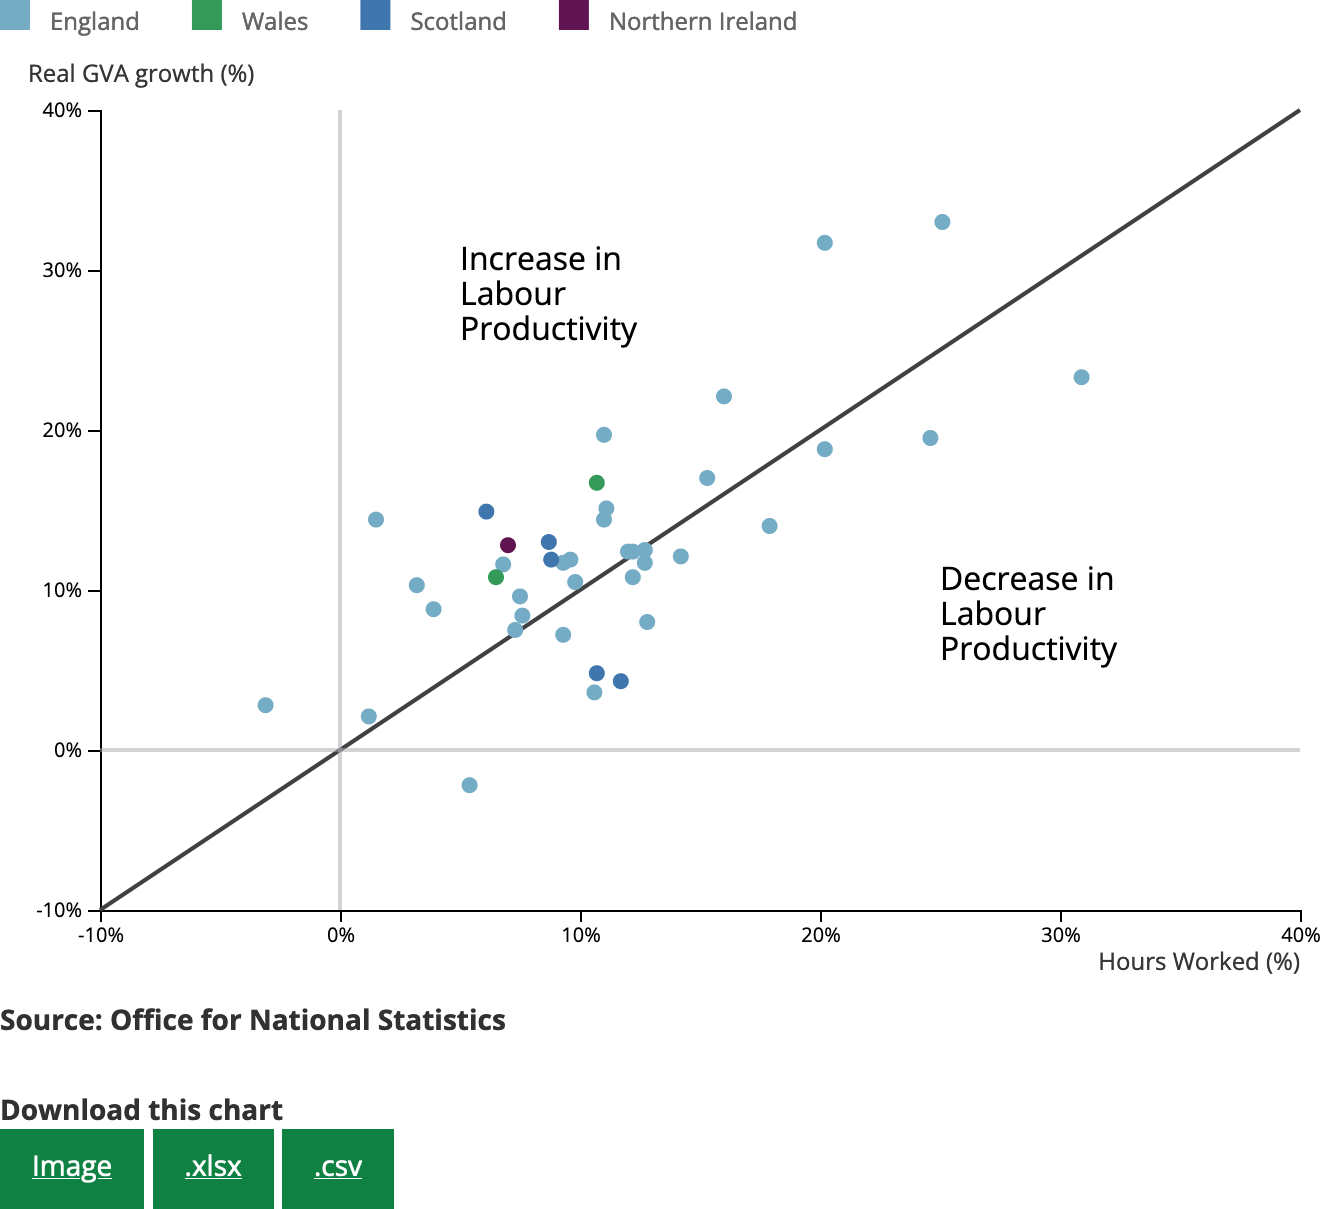 England Wales Scotland Northern Ireland
Real GVA growth (%)
40%
30%
20%
10%
0%
-10%
Increase in
Labour
Productivity
Decrease in
Labour
Productivity
-10% 0% 10% 20% 30% 40%
Hours Worked (%)
Source: Office for National Statistics
Download this chart
Image .xlsx .csv